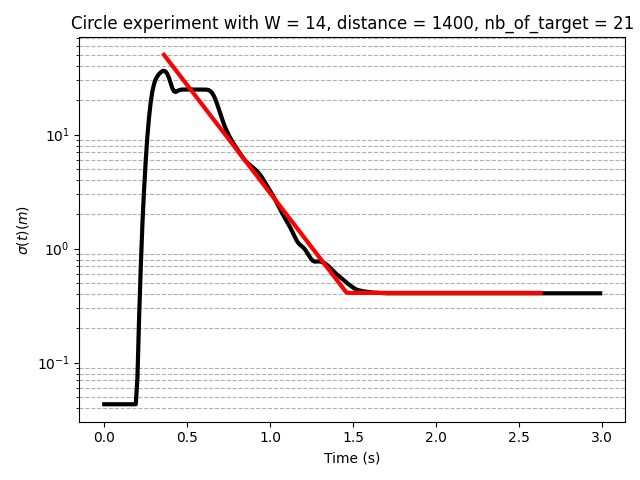 Circle experiment with W = 14, distance = 1400, nb_of_target = 21
σ(t)(m)
10¹
10⁰
10⁻¹
0.0 0.5 1.0 1.5 2.0 2.5 3.0
Time (s)